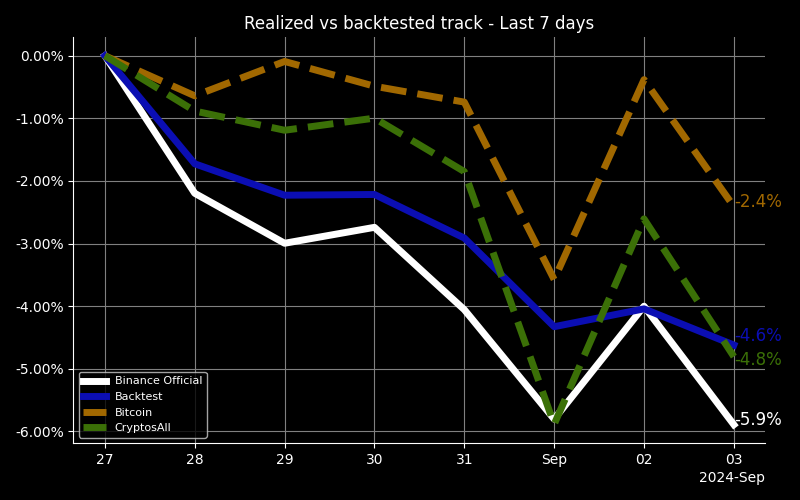 Realized vs backtested track - Last 7 days
0.00%
-1.00%
-2.00%
-3.00%
-4.00%
-5.00%
-6.00%
-2.4%
-4.6%
-4.8%
-5.9%
Binance Official
Backtest
Bitcoin
CryptosAll
27 28 29 30 31 Sep 02 03
2024-Sep